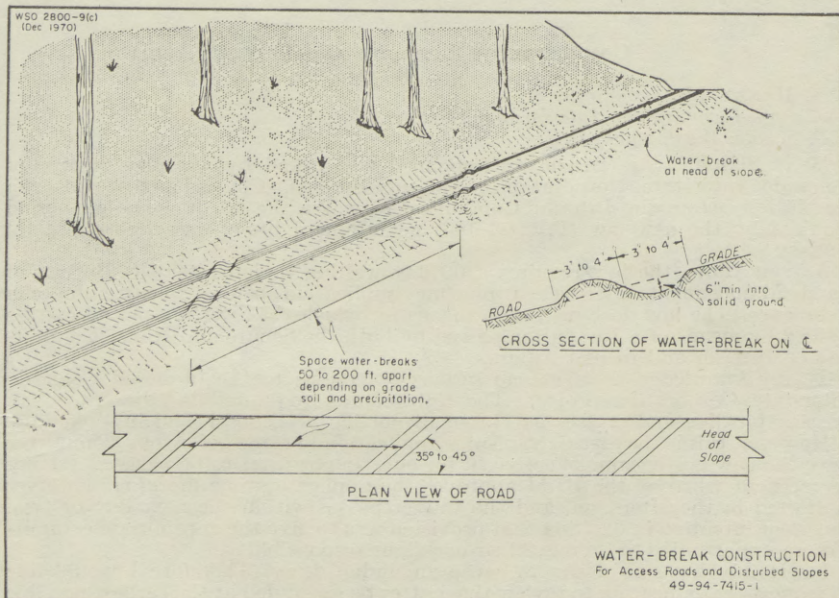 WSO 2800-9(c)
(Dec 1970)
Water-break
at head of slope.
3' to 4'
3' to 4'
GRADE
6" min into
solid ground
ROAD
CROSS SECTION OF WATER-BREAK ON ℄
Space water-breaks
50 to 200 ft. apart
depending on grade
soil and precipitation.
35° to 45°
Head
of
Slope
PLAN VIEW OF ROAD
WATER-BREAK CONSTRUCTION
For Access Roads and Disturbed Slopes
49-94-7415-1